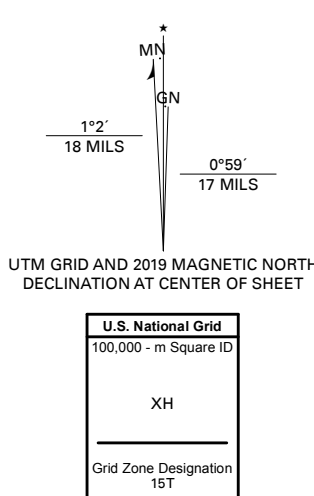 ★
MN
GN
1°2´
18 MILS
0°59´
17 MILS
UTM GRID AND 2019 MAGNETIC NORTH
DECLINATION AT CENTER OF SHEET
U.S. National Grid
100,000 - m Square ID
XH
Grid Zone Designation
15T